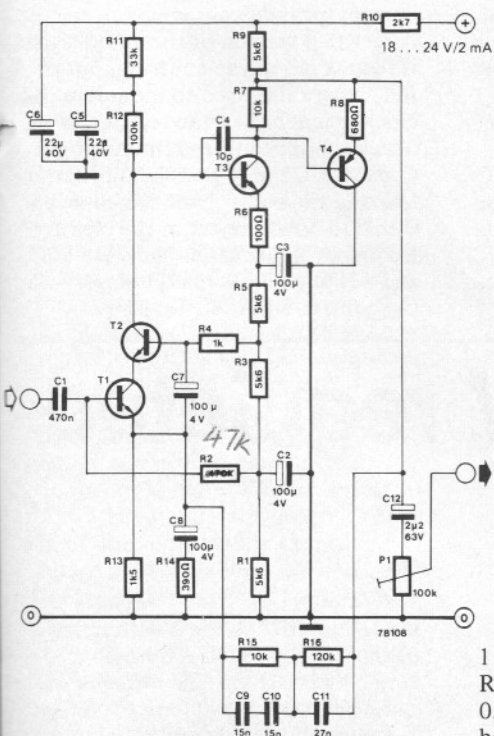 R10
2k7
+
18 ... 24 V/2 mA
R11
33k
R9
5k6
R7
10k
R8
680Ω
C6
22µ
40V
C5
22µ
40V
R12
100k
C4
10p
T3
T4
R6
100Ω
C3
100µ
4V
R5
5k6
T2
R4
1k
R3
5k6
T1
C1
470n
C7
100µ
4V
47K
R2
470K
C2
100µ
4V
C8
100µ
4V
R13
1k5
R14
390Ω
R1
5k6
C12
2µ2
63V
P1
100k
0
0
78108
R15
10k
R16
120k
C9
15n
C10
15n
C11
27n
1
R
0